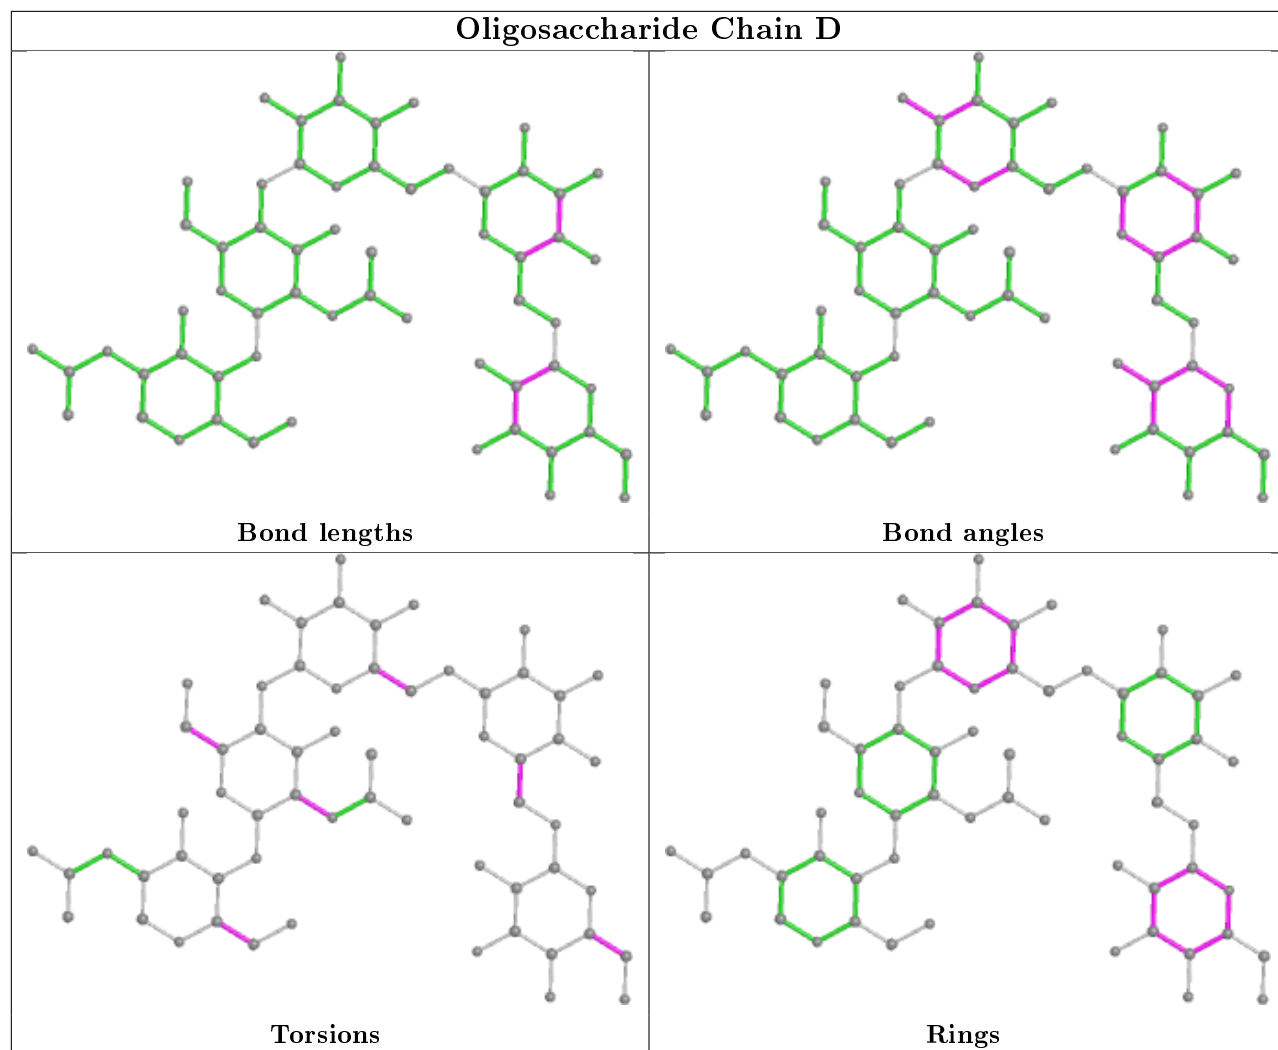 Oligosaccharide Chain D
Bond lengths
Bond angles
Torsions
Rings